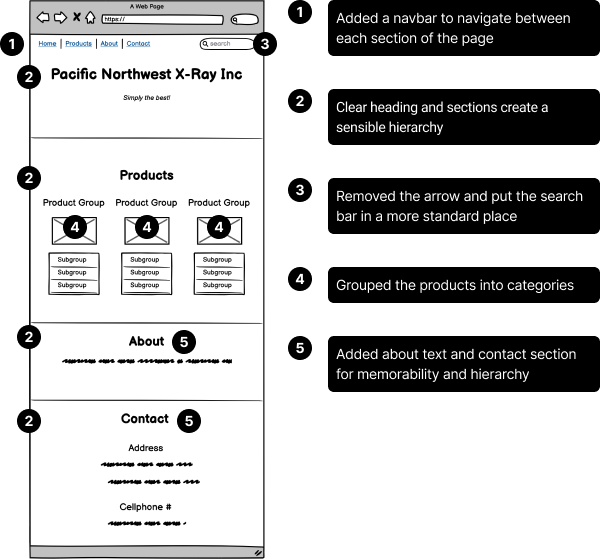 A Web Page
https://
1
Home Products About Contact
search
3
2
Pacific Northwest X-Ray Inc
Simply the best!
2
Products
Product Group Product Group Product Group
4 4 4
Subgroup Subgroup Subgroup
Subgroup Subgroup Subgroup
Subgroup Subgroup Subgroup
2
About 5
2
Contact 5
Address
Cellphone #
1
Added a navbar to navigate between
each section of the page
2
Clear heading and sections create a
sensible hierarchy
3
Removed the arrow and put the search
bar in a more standard place
4
Grouped the products into categories
5
Added about text and contact section
for memorability and hierarchy